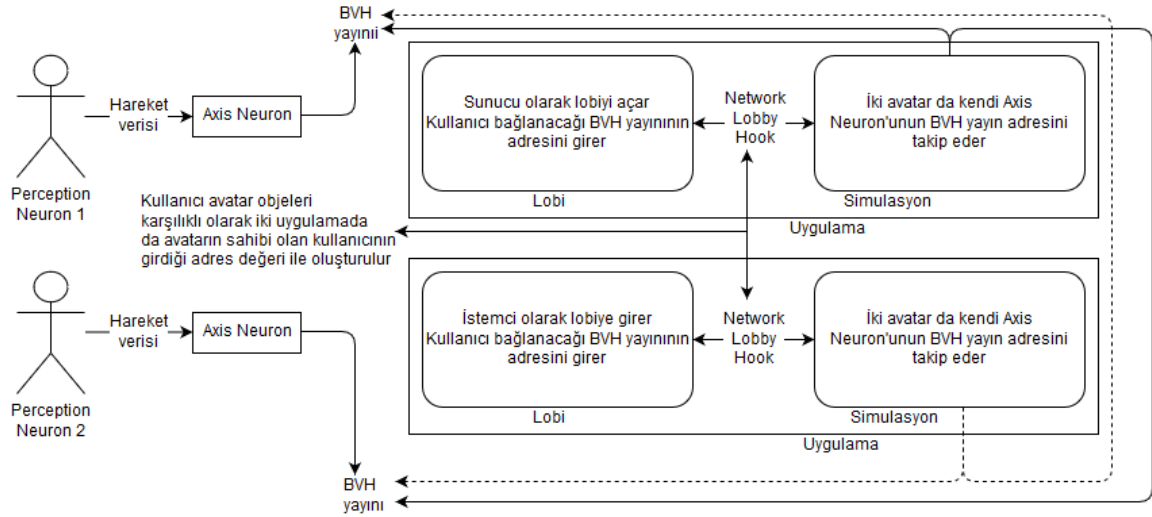 BVH
yayınıi
Hareket
verisi
Axis Neuron
Perception
Neuron 1
Sunucu olarak lobiyi açar
Kullanıcı bağlanacağı BVH yayınının
adresini girer
Network
Lobby
Hook
İki avatar da kendi Axis
Neuron'unun BVH yayın adresini
takip eder
Lobi
Simulasyon
Uygulama
Kullanıcı avatar objeleri
karşılıklı olarak iki uygulamada
da avatarın sahibi olan kullanıcının
girdiği adres değeri ile oluşturulur
Hareket
verisi
Axis Neuron
Perception
Neuron 2
İstemci olarak lobiye girer
Kullanıcı bağlanacağı BVH yayınının
adresini girer
Network
Lobby
Hook
İki avatar da kendi Axis
Neuron'unun BVH yayın adresini
takip eder
Lobi
Simulasyon
Uygulama
BVH
yayını